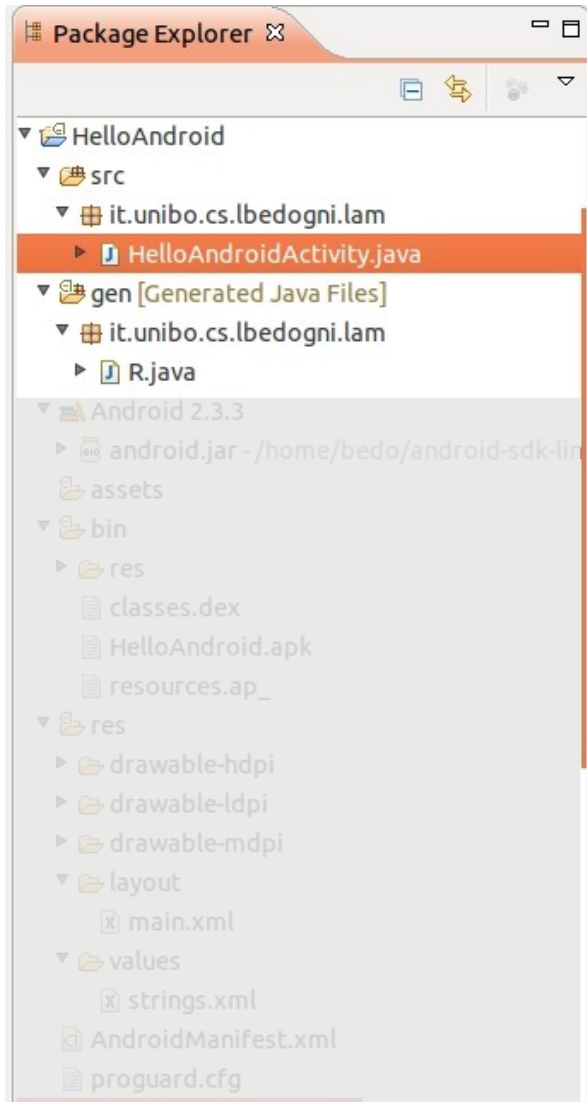 Package Explorer
HelloAndroid
src
it.unibo.cs.lbedogni.lam
HelloAndroidActivity.java
gen [Generated Java Files]
it.unibo.cs.lbedogni.lam
R.java
Android 2.3.3
android.jar - /home/bedo/android-sdk-lin
assets
bin
res
classes.dex
HelloAndroid.apk
resources.ap_
res
drawable-hdpi
drawable-ldpi
drawable-mdpi
layout
main.xml
values
strings.xml
AndroidManifest.xml
proguard.cfg